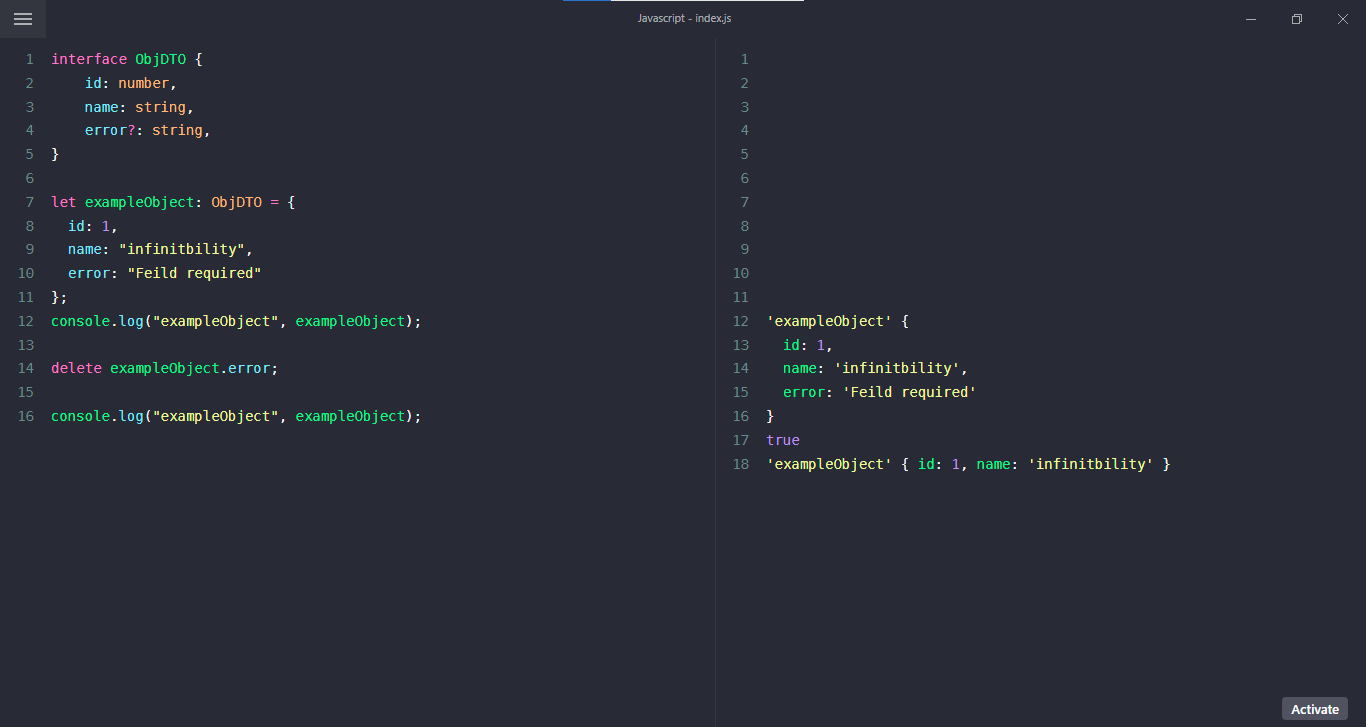 Javascript - index.js
1 interface ObjDTO {
2     id: number,
3     name: string,
4     error?: string,
5 }
6
7 let exampleObject: ObjDTO = {
8   id: 1,
9   name: "infinitbility",
10   error: "Feild required"
11 };
12 console.log("exampleObject", exampleObject);
13
14 delete exampleObject.error;
15
16 console.log("exampleObject", exampleObject);
1
2
3
4
5
6
7
8
9
10
11
12 'exampleObject' {
13   id: 1,
14   name: 'infinitbility',
15   error: 'Feild required'
16 }
17 true
18 'exampleObject' { id: 1, name: 'infinitbility' }
Activate